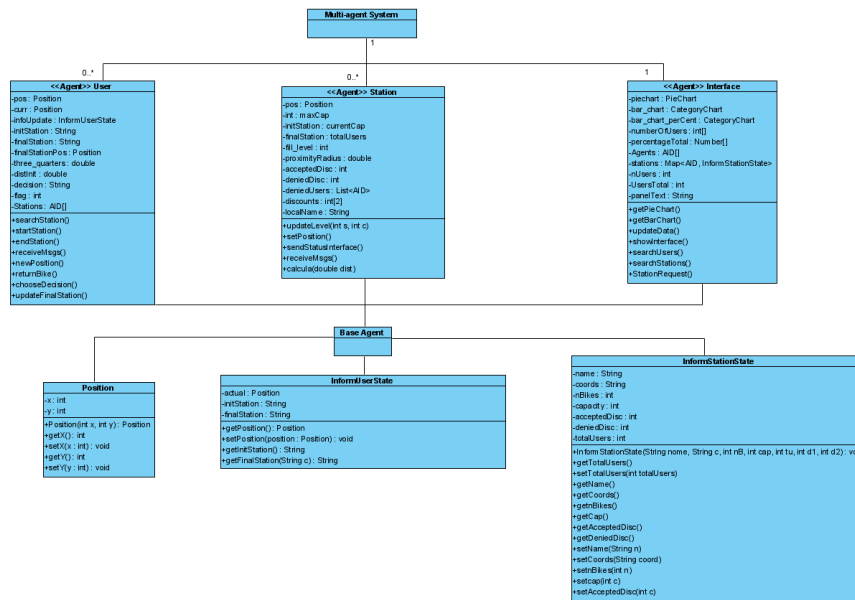 Multi-agent System
1
0..*
0..*
1
<<Agent>> User
-pos : Position
-curr : Position
-infoUpdate : InformUserState
-initStation : String
-finalStation : String
-finalStationPos : Position
-three_quarters : double
-distInit : double
-decision : String
-flag : int
-Stations : AID[]
+searchStation()
+startStation()
+endStation()
+receiveMsgs()
+newPosition()
+returnBike()
+chooseDecision()
+updateFinalStation()
<<Agent>> Station
-pos : Position
-int : maxCap
-initStation : currentCap
-finalStation : totalUsers
-fill_level : int
-proximityRadius : double
-acceptedDisc : int
-deniedDisc : int
-deniedUsers : List<AID>
-discounts : int[2]
-localName : String
+updateLevel(int s, int c)
+setPosition()
+sendStatusInterface()
+receiveMsgs()
+calcula(double dist)
<<Agent>> Interface
-piechart : PieChart
-bar_chart : CategoryChart
-bar_chart_perCent : CategoryChart
-numberOfUsers : int[]
-percentageTotal : Number[]
-Agents : AID[]
-stations : Map<AID, InformStationState>
-nUsers : int
-UsersTotal : int
-panelText : String
+getPieChart()
+getBarChart()
+updateData()
+showInterface()
+searchUsers()
+searchStations()
+StationRequest()
Base Agent
Position
-x : int
-y : int
+Position(int x, int y) : Position
+getX() : int
+setX(x : int) : void
+getY() : int
+setY(y : int) : void
InformUserState
-actual : Position
-initStation : String
-finalStation : String
+getPosition() : Position
+setPosition(position : Position) : void
+getInitStation() : String
+getFinalStation(String c) : String
InformStationState
-name : String
-coords : String
-nBikes : int
-capacity : int
-acceptedDisc : int
-deniedDisc : int
-totalUsers : int
+InformStationState(String nome, String c, int nB, int cap, int tu, int d1, int d2) : vo
+getTotalUsers()
+setTotalUsers(int totalUsers)
+getName()
+getCoords()
+getnBikes()
+getCap()
+getAcceptedDisc()
+getDeniedDisc()
+setName(String n)
+setCoords(String coord)
+setnBikes(int n)
+setcap(int c)
+setAcceptedDisc(int c)